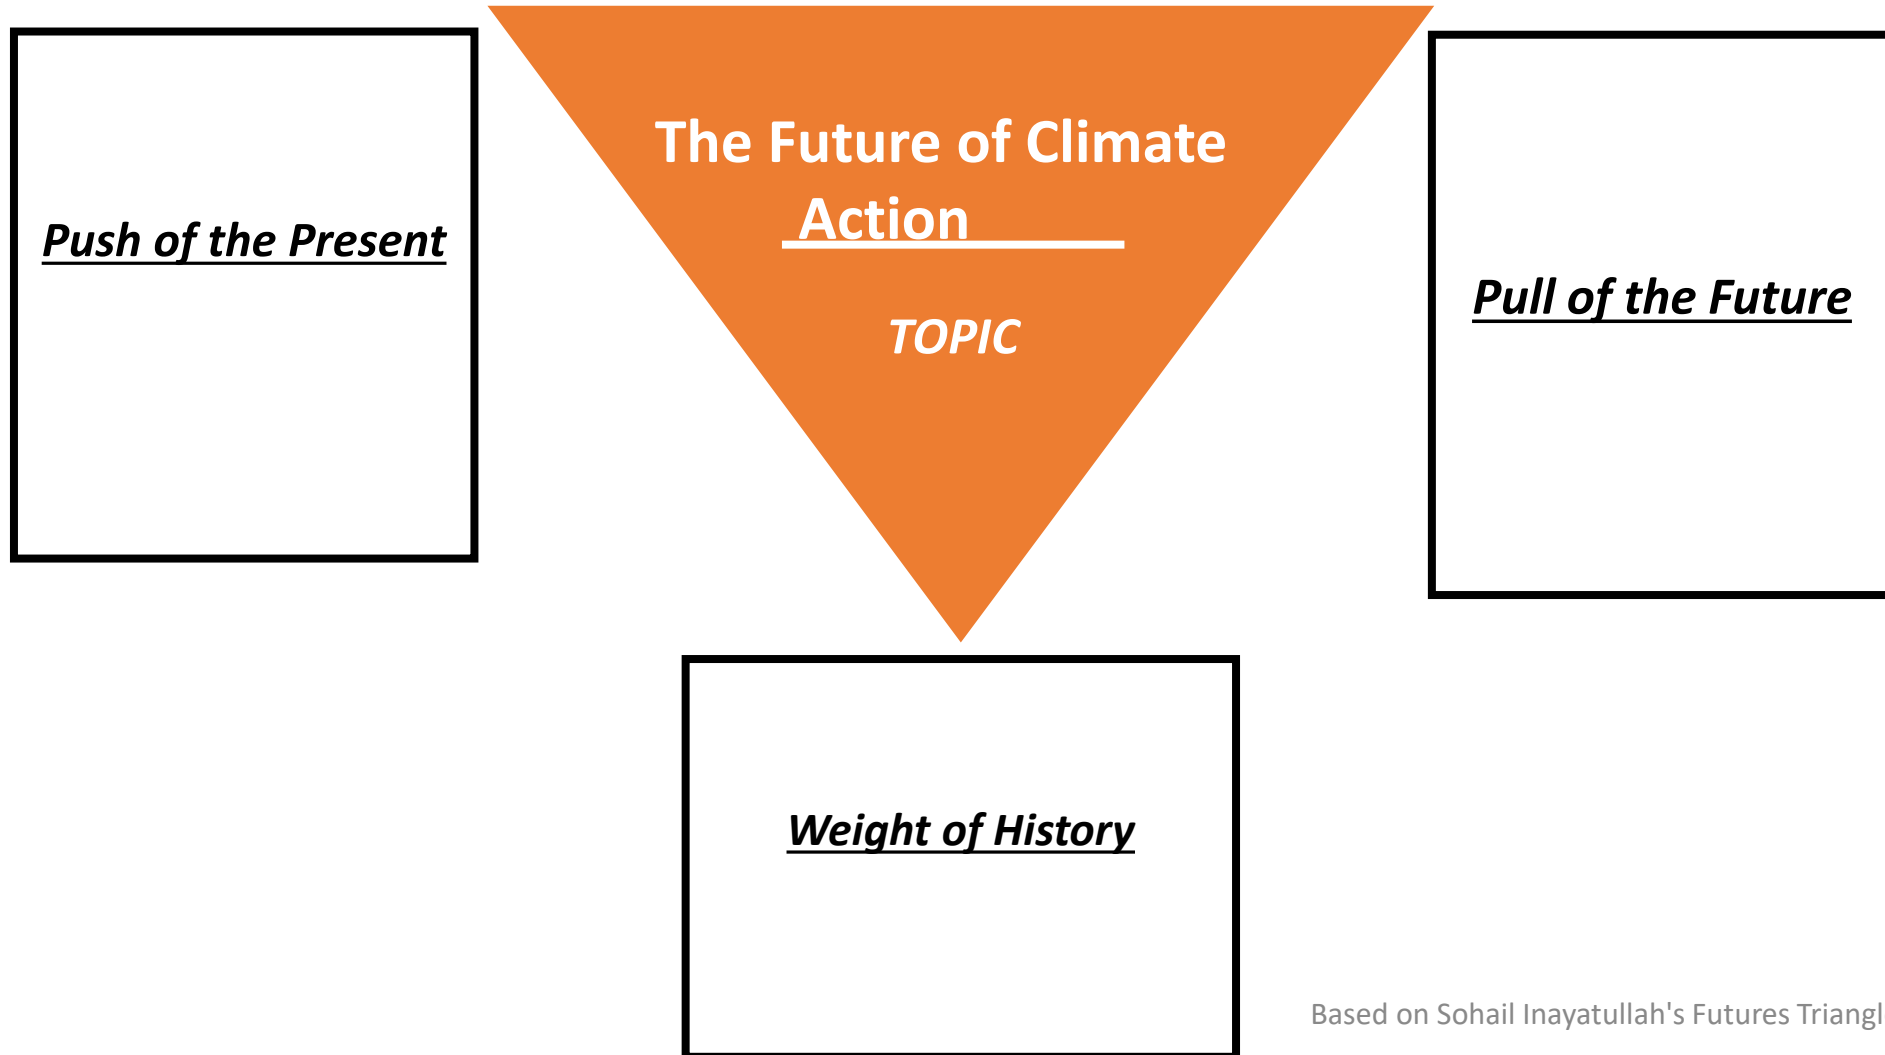 The Future of Climate
Action
TOPIC
Push of the Present
Pull of the Future
Weight of History
Based on Sohail Inayatullah's Futures Triangl